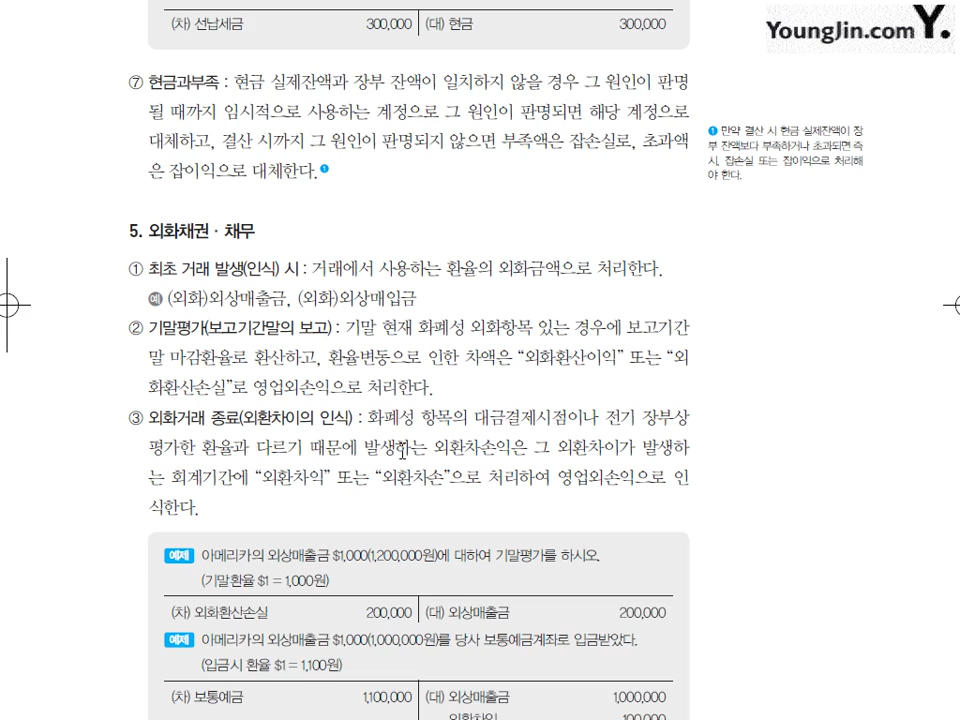 (차) 선납세금 300,000 (대) 현금 300,000
YoungJin.com Y.
⑦ 현금과부족 : 현금 실제잔액과 장부 잔액이 일치하지 않을 경우 그 원인이 판명
될 때까지 임시적으로 사용하는 계정으로 그 원인이 판명되면 해당 계정으로
대체하고, 결산 시까지 그 원인이 판명되지 않으면 부족액은 잡손실로, 초과액
은 잡이익으로 대체한다.❶
❶ 만약 결산 시 현금 실제잔액이 장
부 잔액보다 부족하거나 초과되면 즉
시, 잡손실 또는 잡이익으로 처리해
야 한다.
5. 외화채권 · 채무
① 최초 거래 발생(인식) 시 : 거래에서 사용하는 환율의 외화금액으로 처리한다.
예 (외화)외상매출금, (외화)외상매입금
② 기말평가(보고기간말의 보고) : 기말 현재 화폐성 외화항목 있는 경우에 보고기간
말 마감환율로 환산하고, 환율변동으로 인한 차액은 “외화환산이익” 또는 “외
화환산손실”로 영업외손익으로 처리한다.
③ 외화거래 종료(외환차이의 인식) : 화폐성 항목의 대금결제시점이나 전기 장부상
평가한 환율과 다르기 때문에 발생하는 외환차손익은 그 외환차이가 발생하
는 회계기간에 “외환차익” 또는 “외환차손”으로 처리하여 영업외손익으로 인
식한다.
예제 아메리카의 외상매출금 $1,000(1,200,000원)에 대하여 기말평가를 하시오.
(기말환율 $1 = 1,000원)
(차) 외화환산손실 200,000 (대) 외상매출금 200,000
예제 아메리카의 외상매출금 $1,000(1,000,000원)를 당사 보통예금계좌로 입금받았다.
(입금시 환율 $1 = 1,100원)
(차) 보통예금 1,100,000 (대) 외상매출금 1,000,000
외환차익 100,000